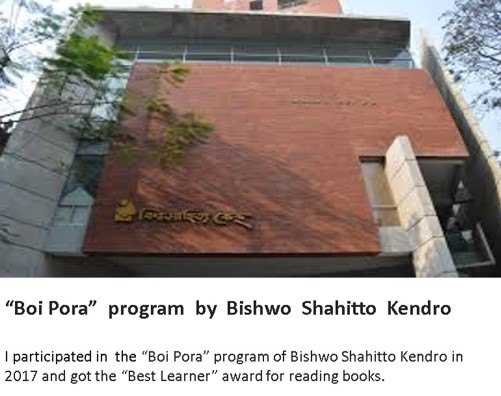 বিশ্বসাহিত্য কেন্দ্র
“Boi Pora” program by Bishwo Shahitto Kendro
I participated in the “Boi Pora” program of Bishwo Shahitto Kendro in
2017 and got the “Best Learner” award for reading books.